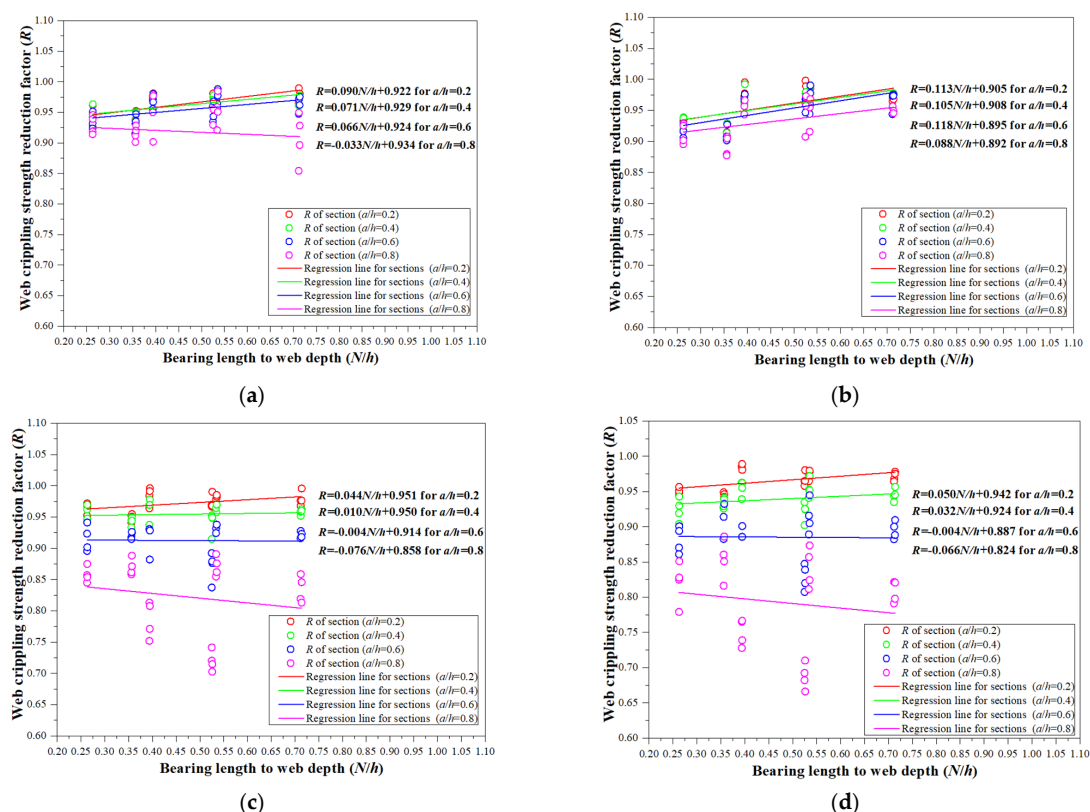 1.10
1.05
1.00
0.95
0.90
0.85
0.80
0.75
0.70
0.65
0.60
Web crippling strength reduction factor (R)
R=0.090N/h+0.922 for a/h=0.2
R=0.071N/h+0.929 for a/h=0.4
R=0.066N/h+0.924 for a/h=0.6
R=-0.033N/h+0.934 for a/h=0.8
R of section (a/h=0.2)
R of section (a/h=0.4)
R of section (a/h=0.6)
R of section (a/h=0.8)
Regression line for sections (a/h=0.2)
Regression line for sections (a/h=0.4)
Regression line for sections (a/h=0.6)
Regression line for sections (a/h=0.8)
0.20 0.25 0.30 0.35 0.40 0.45 0.50 0.55 0.60 0.65 0.70 0.75 0.80 0.85 0.90 0.95 1.00 1.05 1.10
Bearing length to web depth (N/h)
(a)
1.10
1.05
1.00
0.95
0.90
0.85
0.80
0.75
0.70
0.65
0.60
Web crippling strength reduction factor (R)
R=0.113N/h+0.905 for a/h=0.2
R=0.105N/h+0.908 for a/h=0.4
R=0.118N/h+0.895 for a/h=0.6
R=0.088N/h+0.892 for a/h=0.8
R of section (a/h=0.2)
R of section (a/h=0.4)
R of section (a/h=0.6)
R of section (a/h=0.8)
Regression line for sections (a/h=0.2)
Regression line for sections (a/h=0.4)
Regression line for sections (a/h=0.6)
Regression line for sections (a/h=0.8)
0.20 0.25 0.30 0.35 0.40 0.45 0.50 0.55 0.60 0.65 0.70 0.75 0.80 0.85 0.90 0.95 1.00 1.05 1.10
Bearing length to web depth (N/h)
(b)
1.10
1.05
1.00
0.95
0.90
0.85
0.80
0.75
0.70
0.65
0.60
Web crippling strength reduction factor (R)
R=0.044N/h+0.951 for a/h=0.2
R=0.010N/h+0.950 for a/h=0.4
R=-0.004N/h+0.914 for a/h=0.6
R=-0.076N/h+0.858 for a/h=0.8
R of section (a/h=0.2)
R of section (a/h=0.4)
R of section (a/h=0.6)
R of section (a/h=0.8)
Regression line for sections (a/h=0.2)
Regression line for sections (a/h=0.4)
Regression line for sections (a/h=0.6)
Regression line for sections (a/h=0.8)
0.20 0.25 0.30 0.35 0.40 0.45 0.50 0.55 0.60 0.65 0.70 0.75 0.80 0.85 0.90 0.95 1.00 1.05 1.10
Bearing length to web depth (N/h)
(c)
1.05
1.00
0.95
0.90
0.85
0.80
0.75
0.70
0.65
0.60
Web crippling strength reduction factor (R)
R=0.050N/h+0.942 for a/h=0.2
R=0.032N/h+0.924 for a/h=0.4
R=-0.004N/h+0.887 for a/h=0.6
R=-0.066N/h+0.824 for a/h=0.8
R of section (a/h=0.2)
R of section (a/h=0.4)
R of section (a/h=0.6)
R of section (a/h=0.8)
Regression line for sections (a/h=0.2)
Regression line for sections (a/h=0.4)
Regression line for sections (a/h=0.6)
Regression line for sections (a/h=0.8)
0.20 0.25 0.30 0.35 0.40 0.45 0.50 0.55 0.60 0.65 0.70 0.75 0.80 0.85 0.90 0.95 1.00 1.05 1.10
Bearing length to web depth (N/h)
(d)